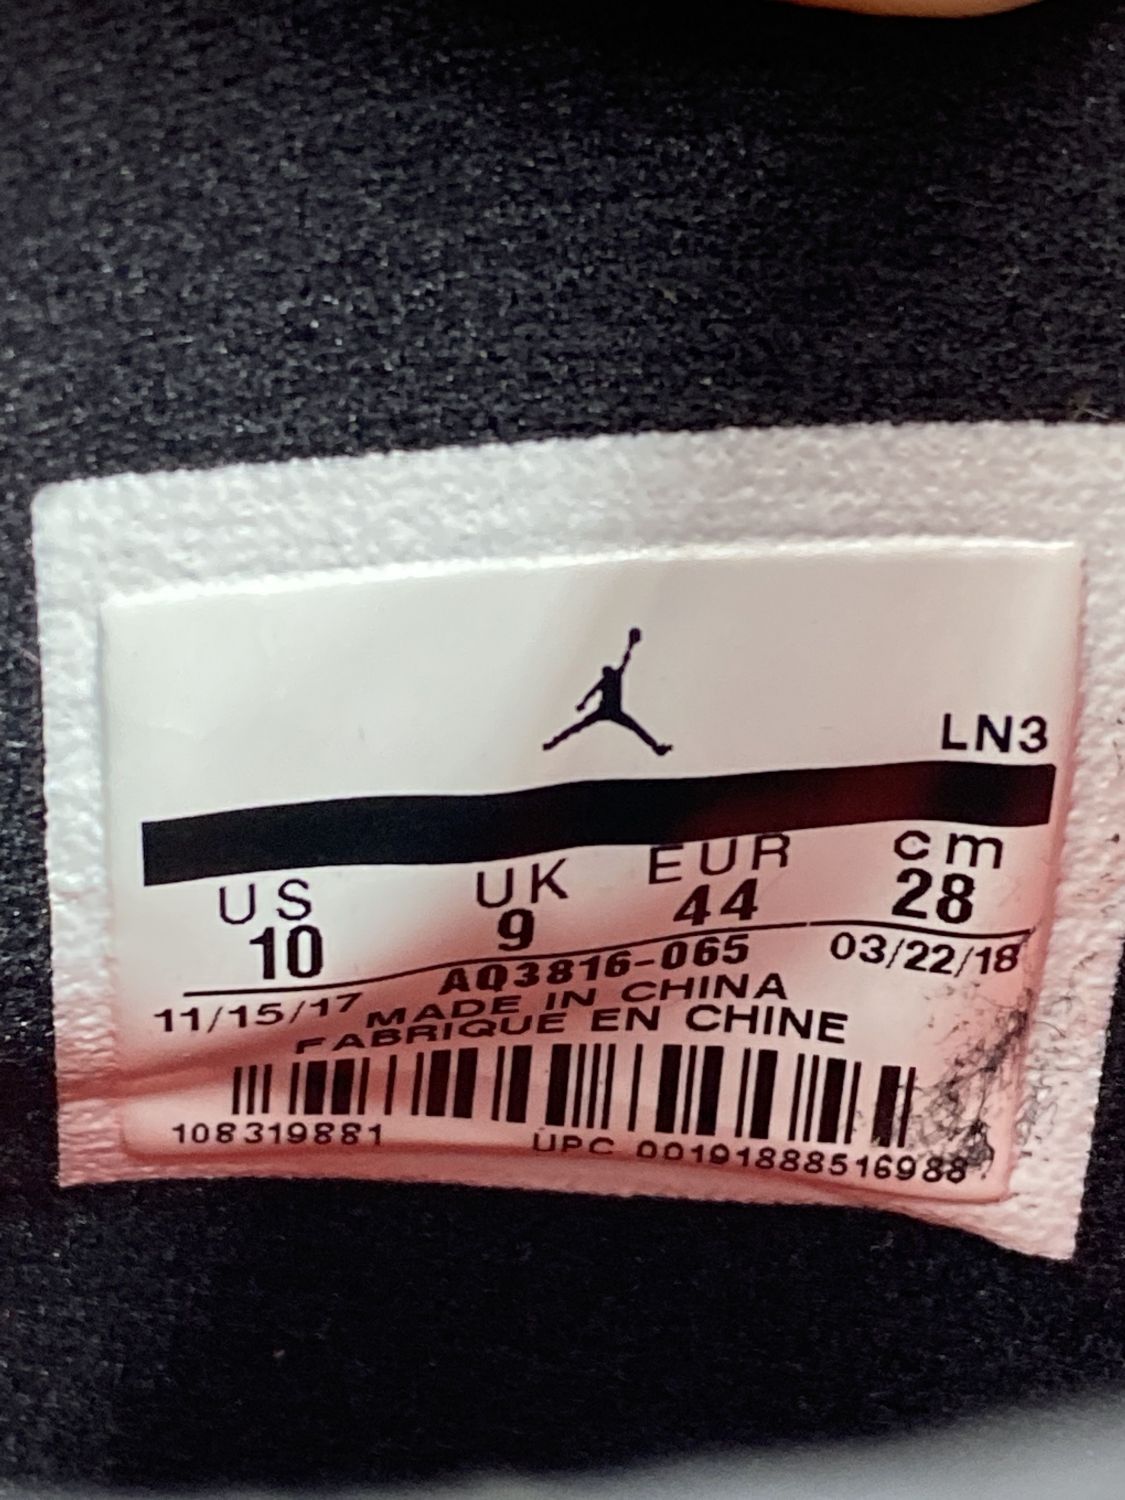 LN3
US UK EUR cm
10 9 44 28
11/15/17 AQ3816-065 03/22/18
MADE IN CHINA
FABRIQUE EN CHINE
108319881 UPC 00191888516988